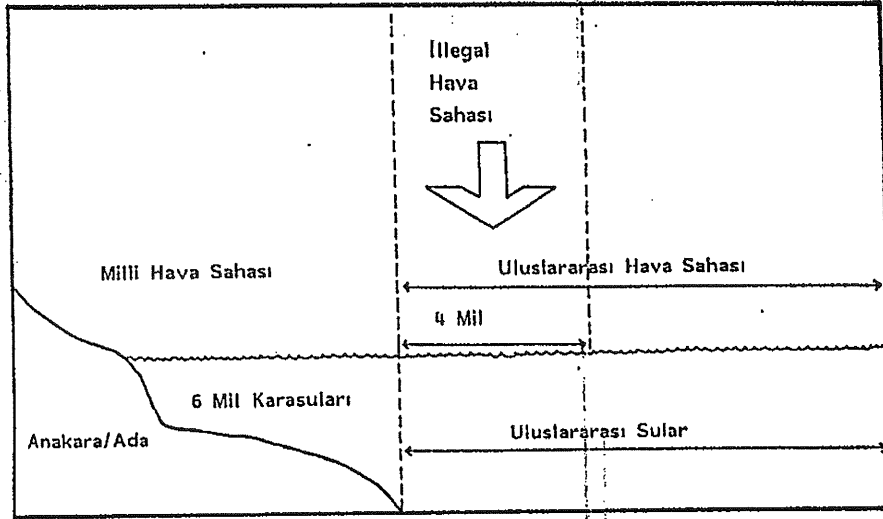 İllegal
Hava
Sahası
Milli Hava Sahası
Uluslararası Hava Sahası
4 Mil
6 Mil Karasuları
Anakara/Ada
Uluslararası Sular